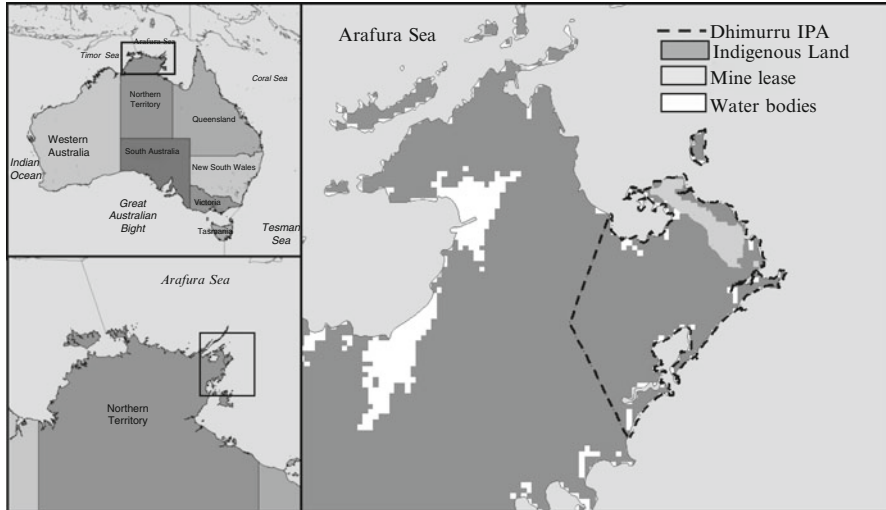 Arafura Sea
Timor Sea
Coral Sea
Northern
Territory
Queensland
Western
Australia
South Australia
Indian
Ocean
New South Wales
Great
Australian
Bight
Victoria
Tasmania
Tesman
Sea
Arafura Sea
Northern
Territory
Arafura Sea
Dhimurru IPA
Indigenous Land
Mine lease
Water bodies